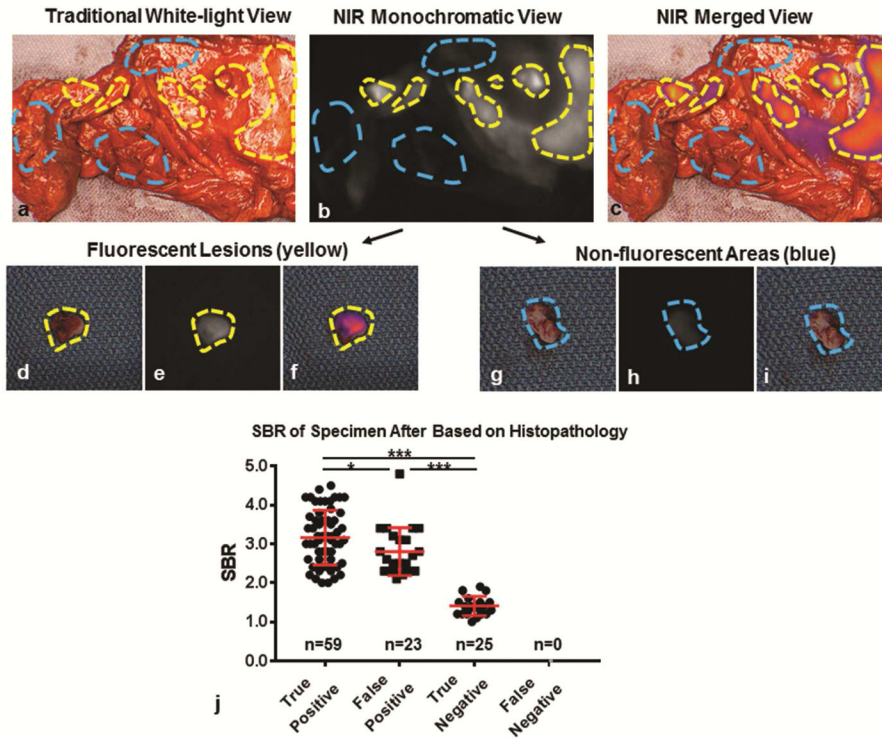 Traditional White-light View
NIR Monochromatic View
NIR Merged View
a
b
c
Fluorescent Lesions (yellow)
Non-fluorescent Areas (blue)
d
e
f
g
h
i
SBR of Specimen After Based on Histopathology
***
*
***
5.0
4.0
3.0
2.0
1.0
0.0
SBR
n=59
n=23
n=25
n=0
True
Positive
False
Positive
True
Negative
False
Negative
j